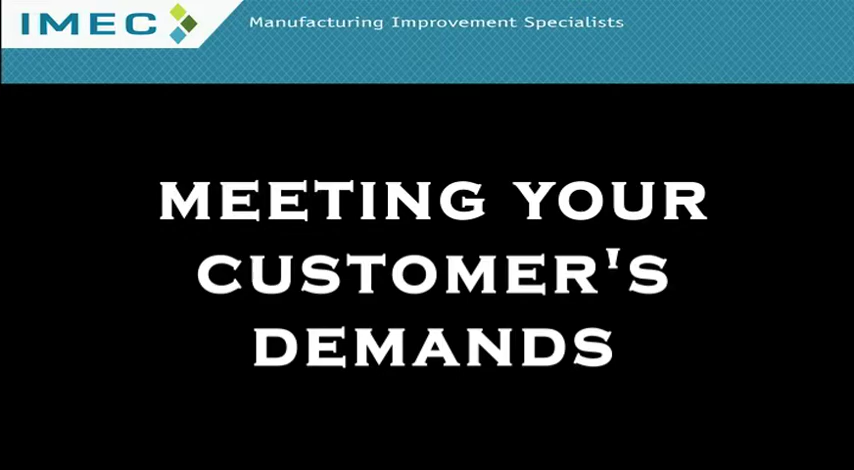 IMEC
Manufacturing Improvement Specialists
MEETING YOUR
CUSTOMER'S
DEMANDS